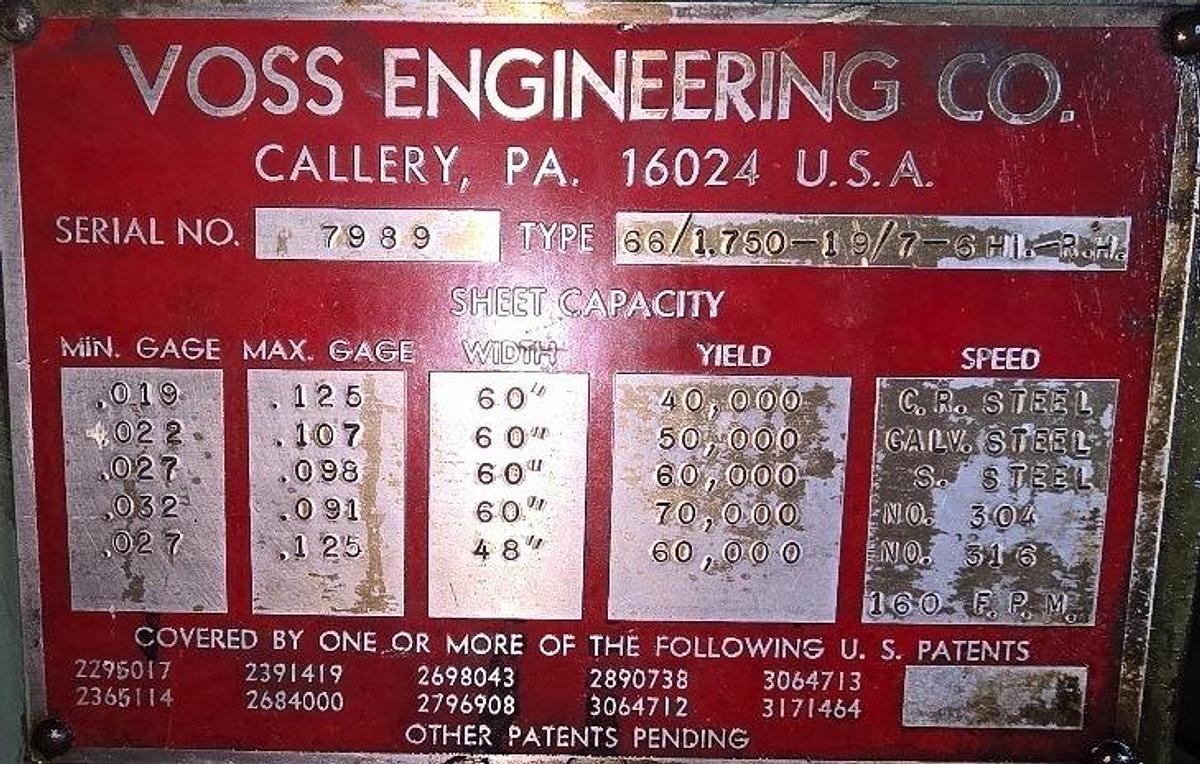 VOSS ENGINEERING CO.
CALLERY, PA. 16024 U.S.A.
SERIAL NO. 7989 TYPE 66/1.750-19/7-6 HI.-R.H.
SHEET CAPACITY
MIN. GAGE MAX. GAGE WIDTH YIELD SPEED
.019 .125 60" 40,000 C.R. STEEL
.022 .107 60" 50,000 GALV. STEEL
.027 .098 60" 60,000 S. STEEL
.032 .091 60" 70,000 NO. 304
.027 .125 48" 60,000 NO. 316
160 F.P.M.
COVERED BY ONE OR MORE OF THE FOLLOWING U. S. PATENTS
2295017 2391419 2698043 2890738 3064713
2365114 2684000 2796908 3064712 3171464
OTHER PATENTS PENDING